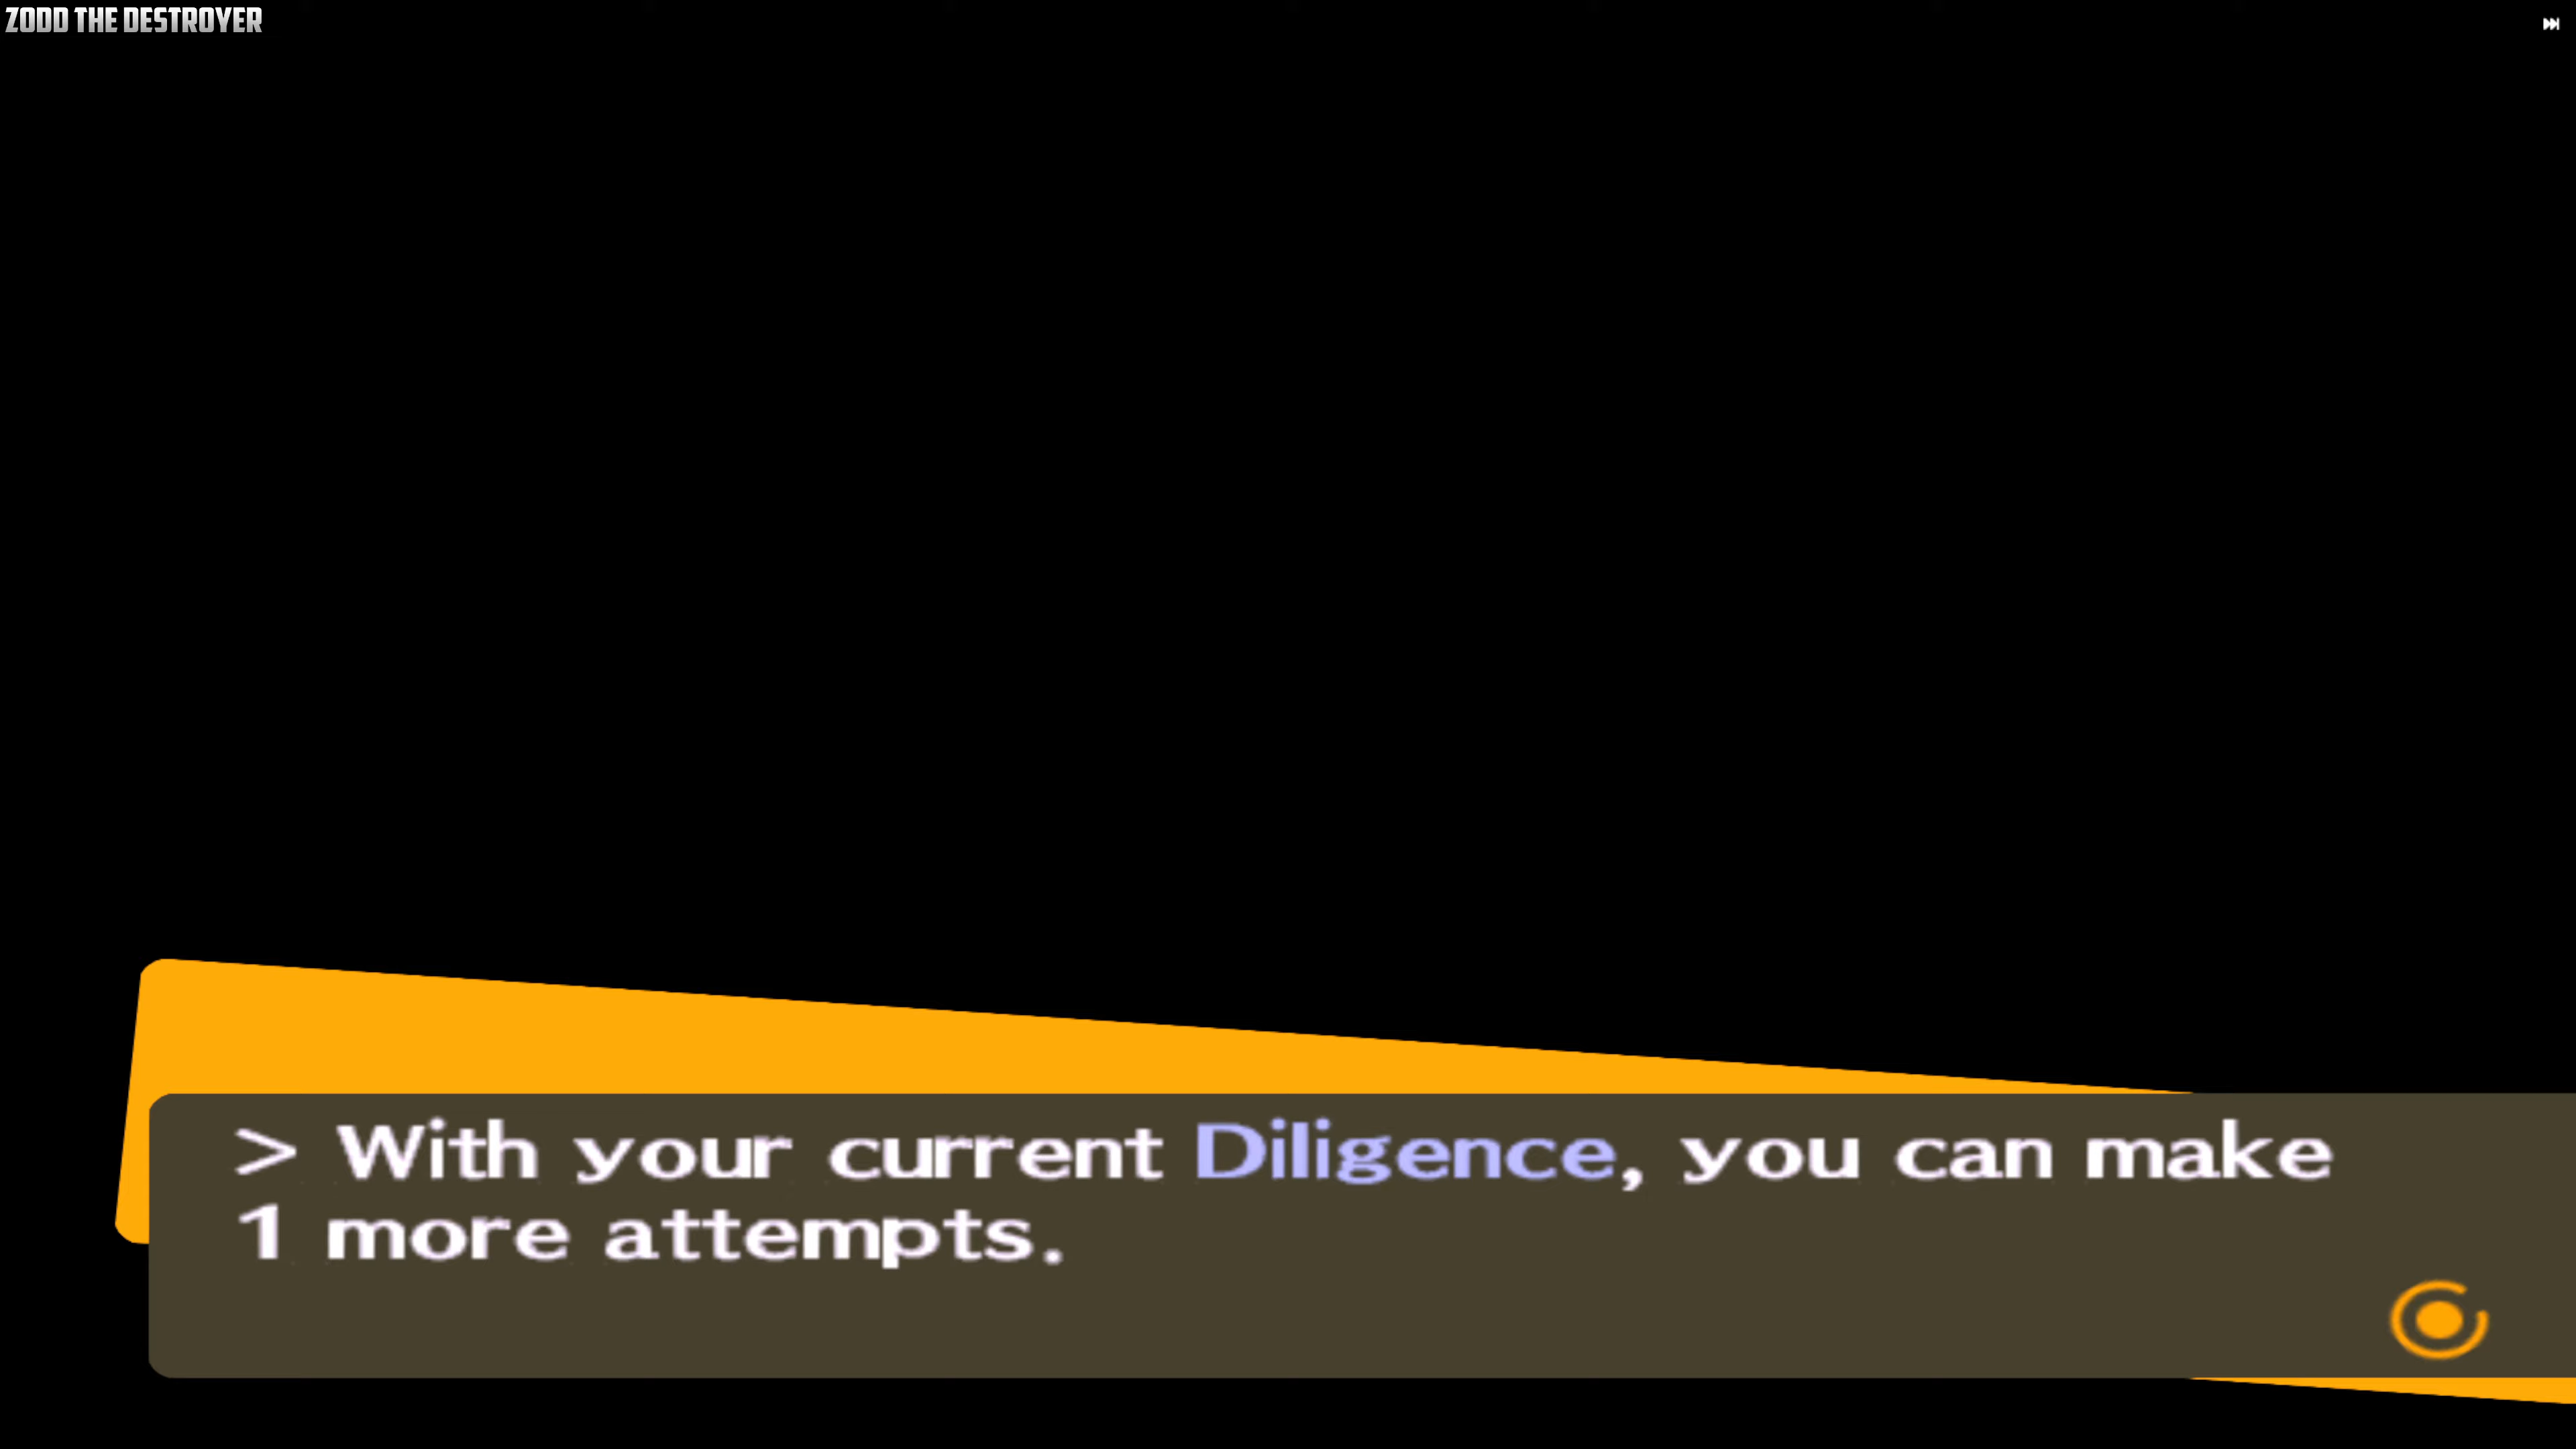 ZODD THE DESTROYER
> With your current Diligence, you can make
1 more attempts.